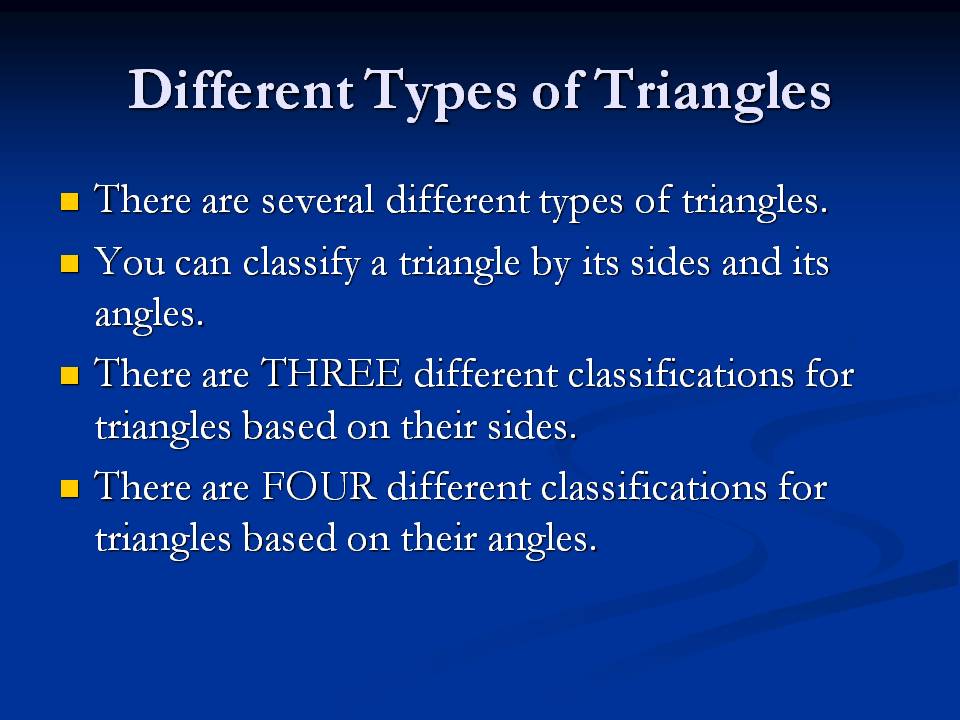 Different Types of Triangles
There are several different types of triangles.
You can classify a triangle by its sides and its
angles.
There are THREE different classifications for
triangles based on their sides.
There are FOUR different classifications for
triangles based on their angles.